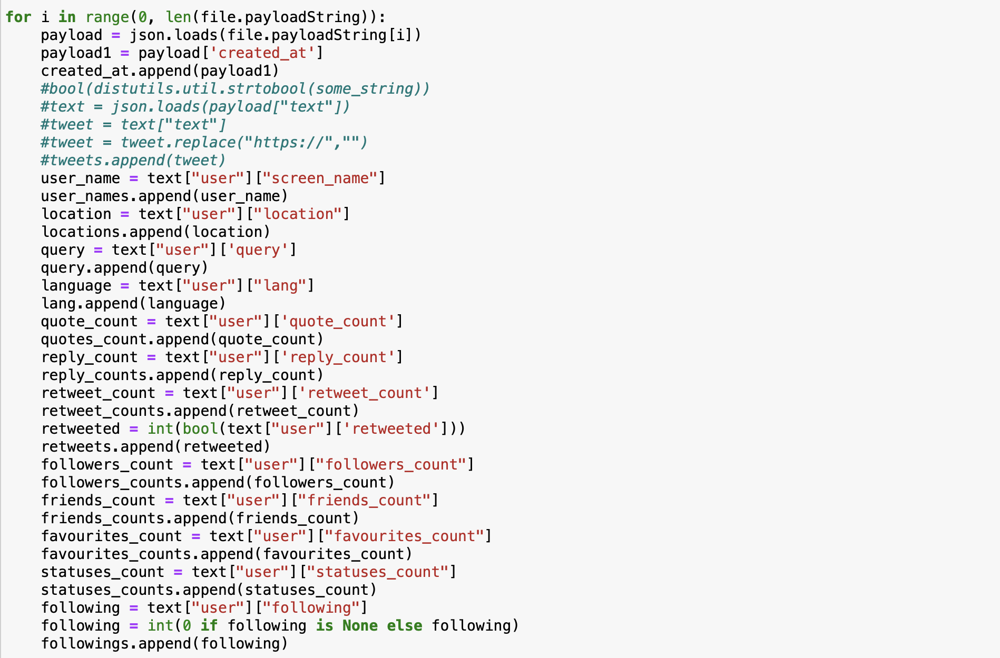 for i in range(0, len(file.payloadString)):
    payload = json.loads(file.payloadString[i])
    payload1 = payload['created_at']
    created_at.append(payload1)
    #bool(distutils.util.strtobool(some_string))
    #text = json.loads(payload["text"])
    #tweet = text["text"]
    #tweet = tweet.replace("https://","")
    #tweets.append(tweet)
    user_name = text["user"]["screen_name"]
    user_names.append(user_name)
    location = text["user"]["location"]
    locations.append(location)
    query = text["user"]['query']
    query.append(query)
    language = text["user"]["lang"]
    lang.append(language)
    quote_count = text["user"]['quote_count']
    quotes_count.append(quote_count)
    reply_count = text["user"]['reply_count']
    reply_counts.append(reply_count)
    retweet_count = text["user"]['retweet_count']
    retweet_counts.append(retweet_count)
    retweeted = int(bool(text["user"]['retweeted']))
    retweets.append(retweeted)
    followers_count = text["user"]["followers_count"]
    followers_counts.append(followers_count)
    friends_count = text["user"]["friends_count"]
    friends_counts.append(friends_count)
    favourites_count = text["user"]["favourites_count"]
    favourites_counts.append(favourites_count)
    statuses_count = text["user"]["statuses_count"]
    statuses_counts.append(statuses_count)
    following = text["user"]["following"]
    following = int(0 if following is None else following)
    followings.append(following)